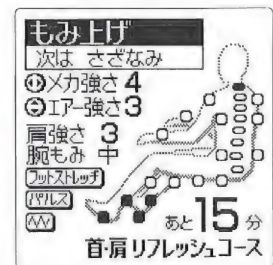 もみ上げ
次は さざなみ
メカ強さ 4
エアー強さ 3
肩強さ 3
腕もみ 中
フットストレッチ
パルス
あと 15 分
首・肩 リフレッシュコース